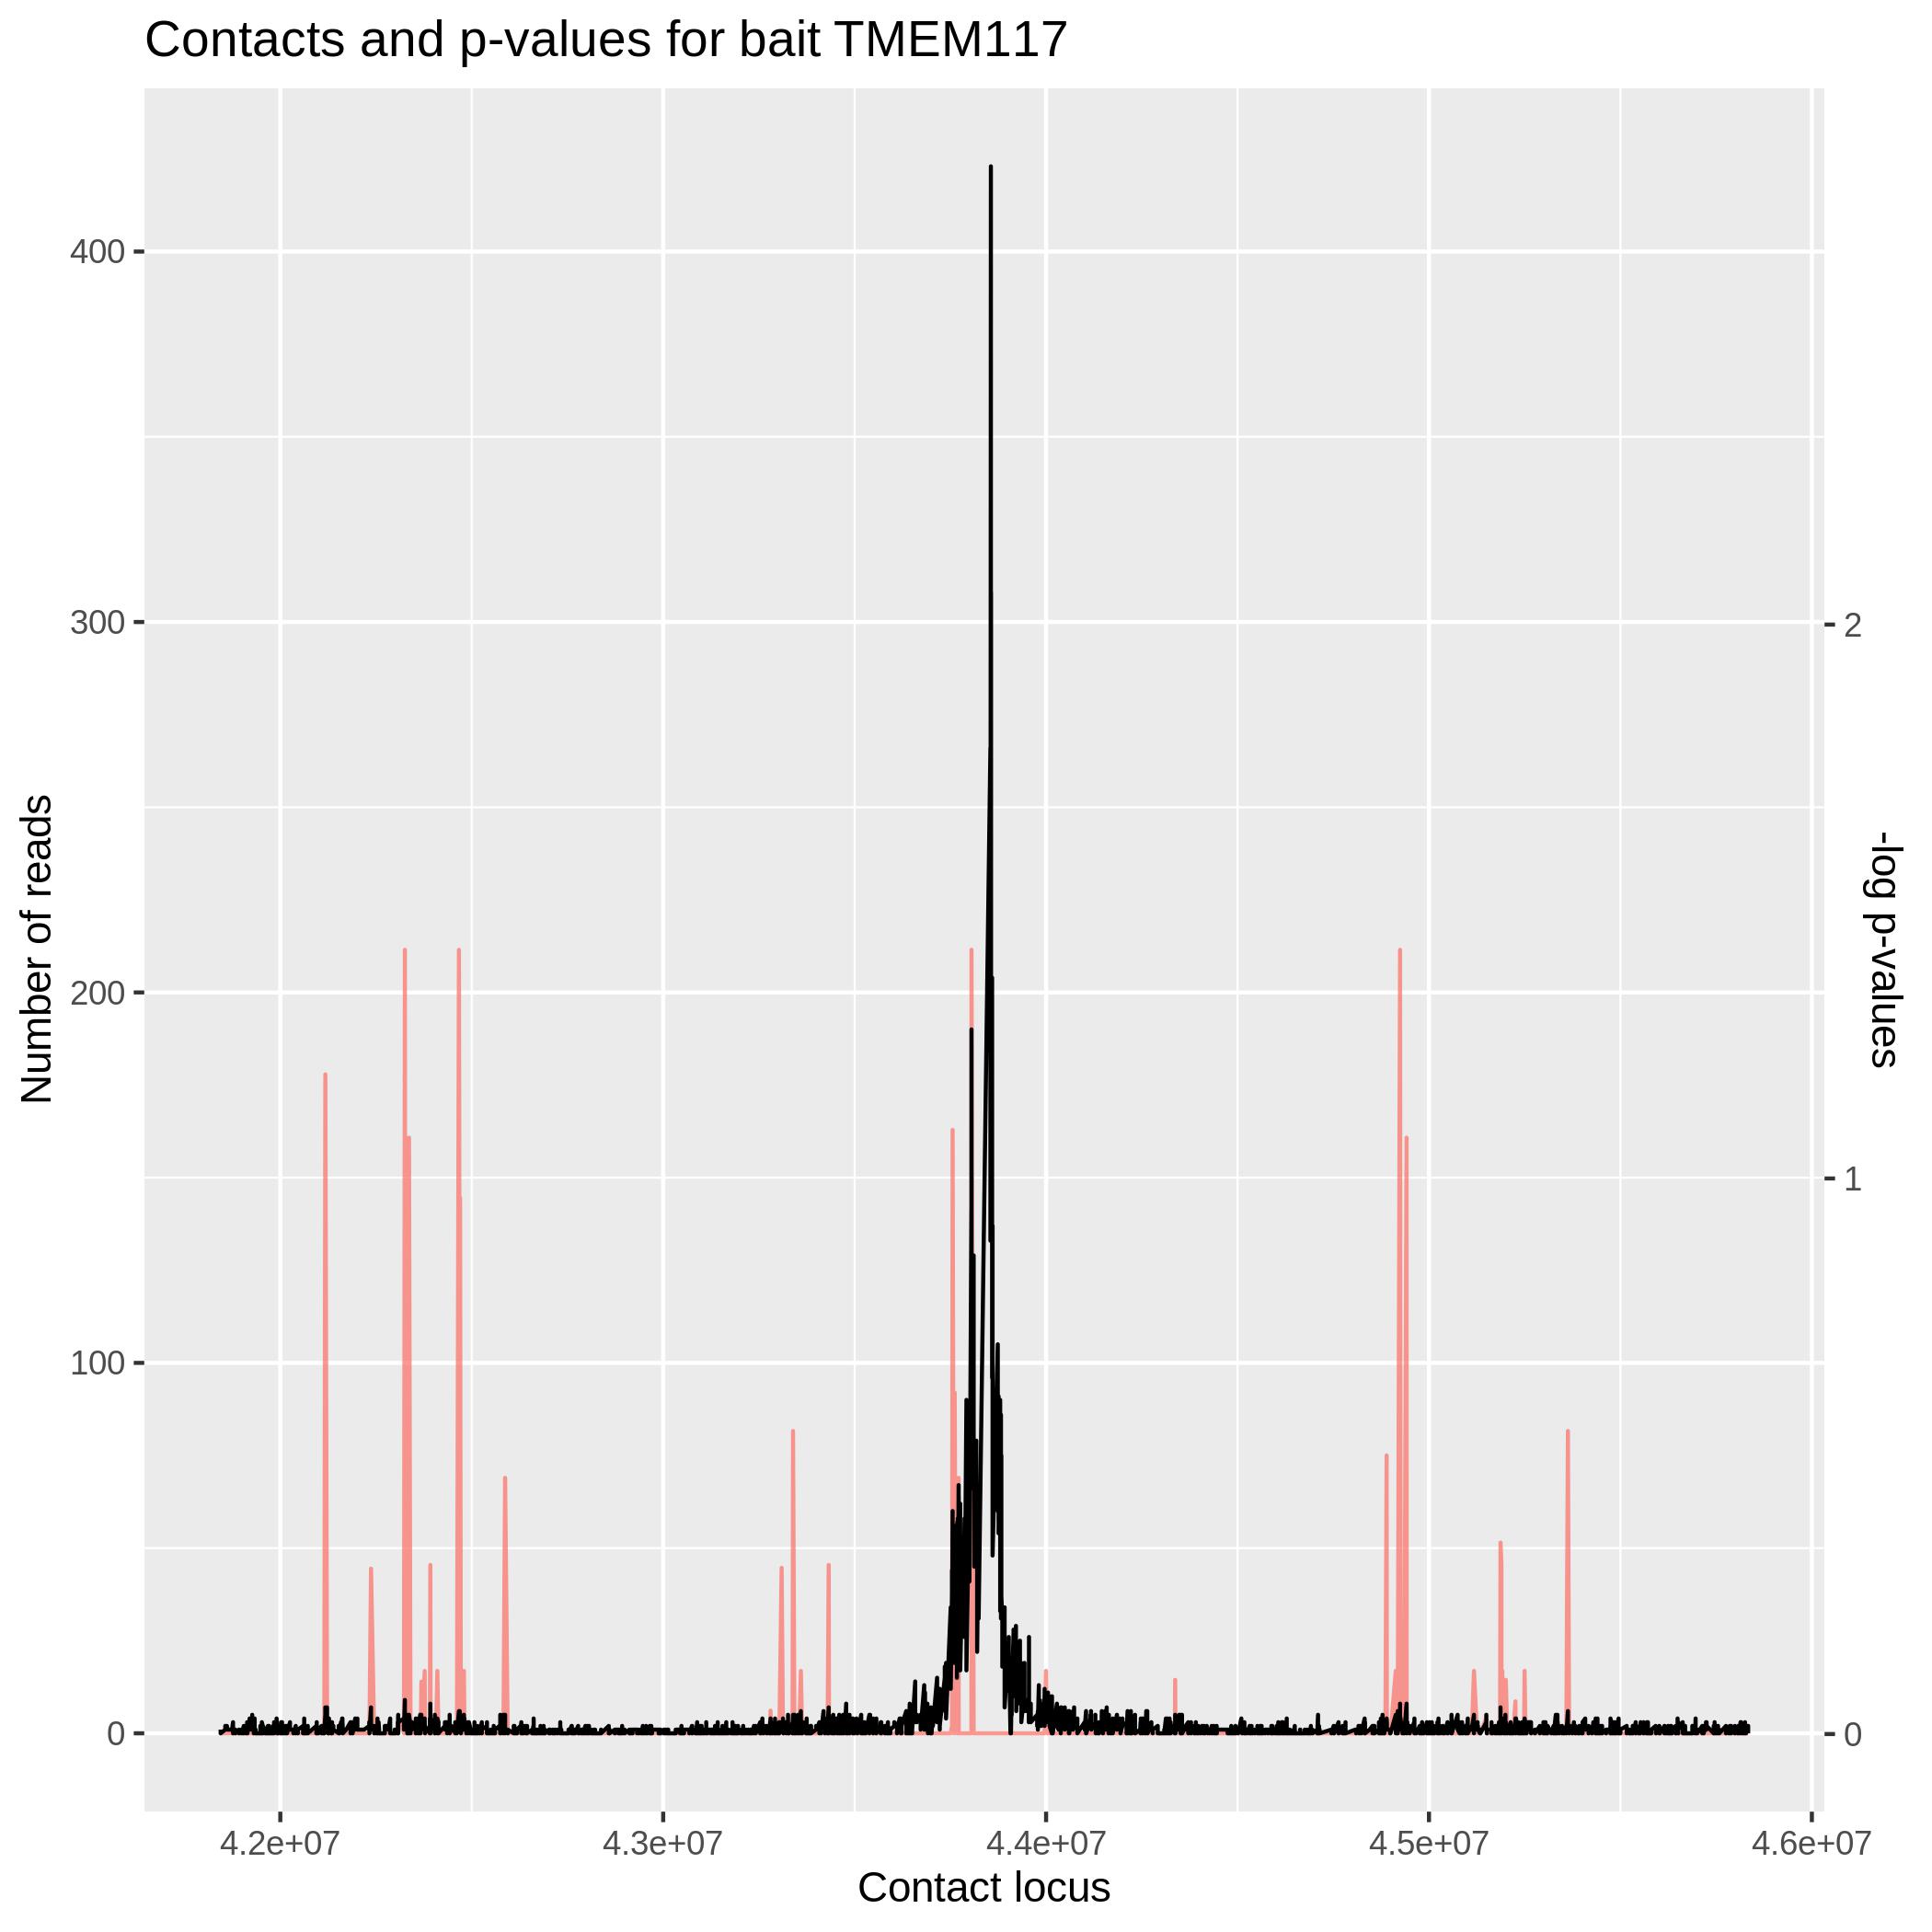 Contacts and p-values for bait TMEM117
400
300
200
100
0
Number of reads
2
1
0
-log p-values
4.2e+07
4.3e+07
4.4e+07
4.5e+07
4.6e+07
Contact locus